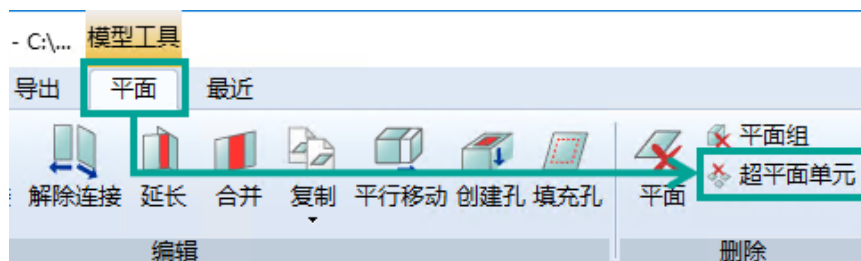 - C:\... 模型工具
导出 平面 最近
解除连接 延长 合并 复制 平行移动 创建孔 填充孔 平面 平面组
超平面单元
编辑 删除